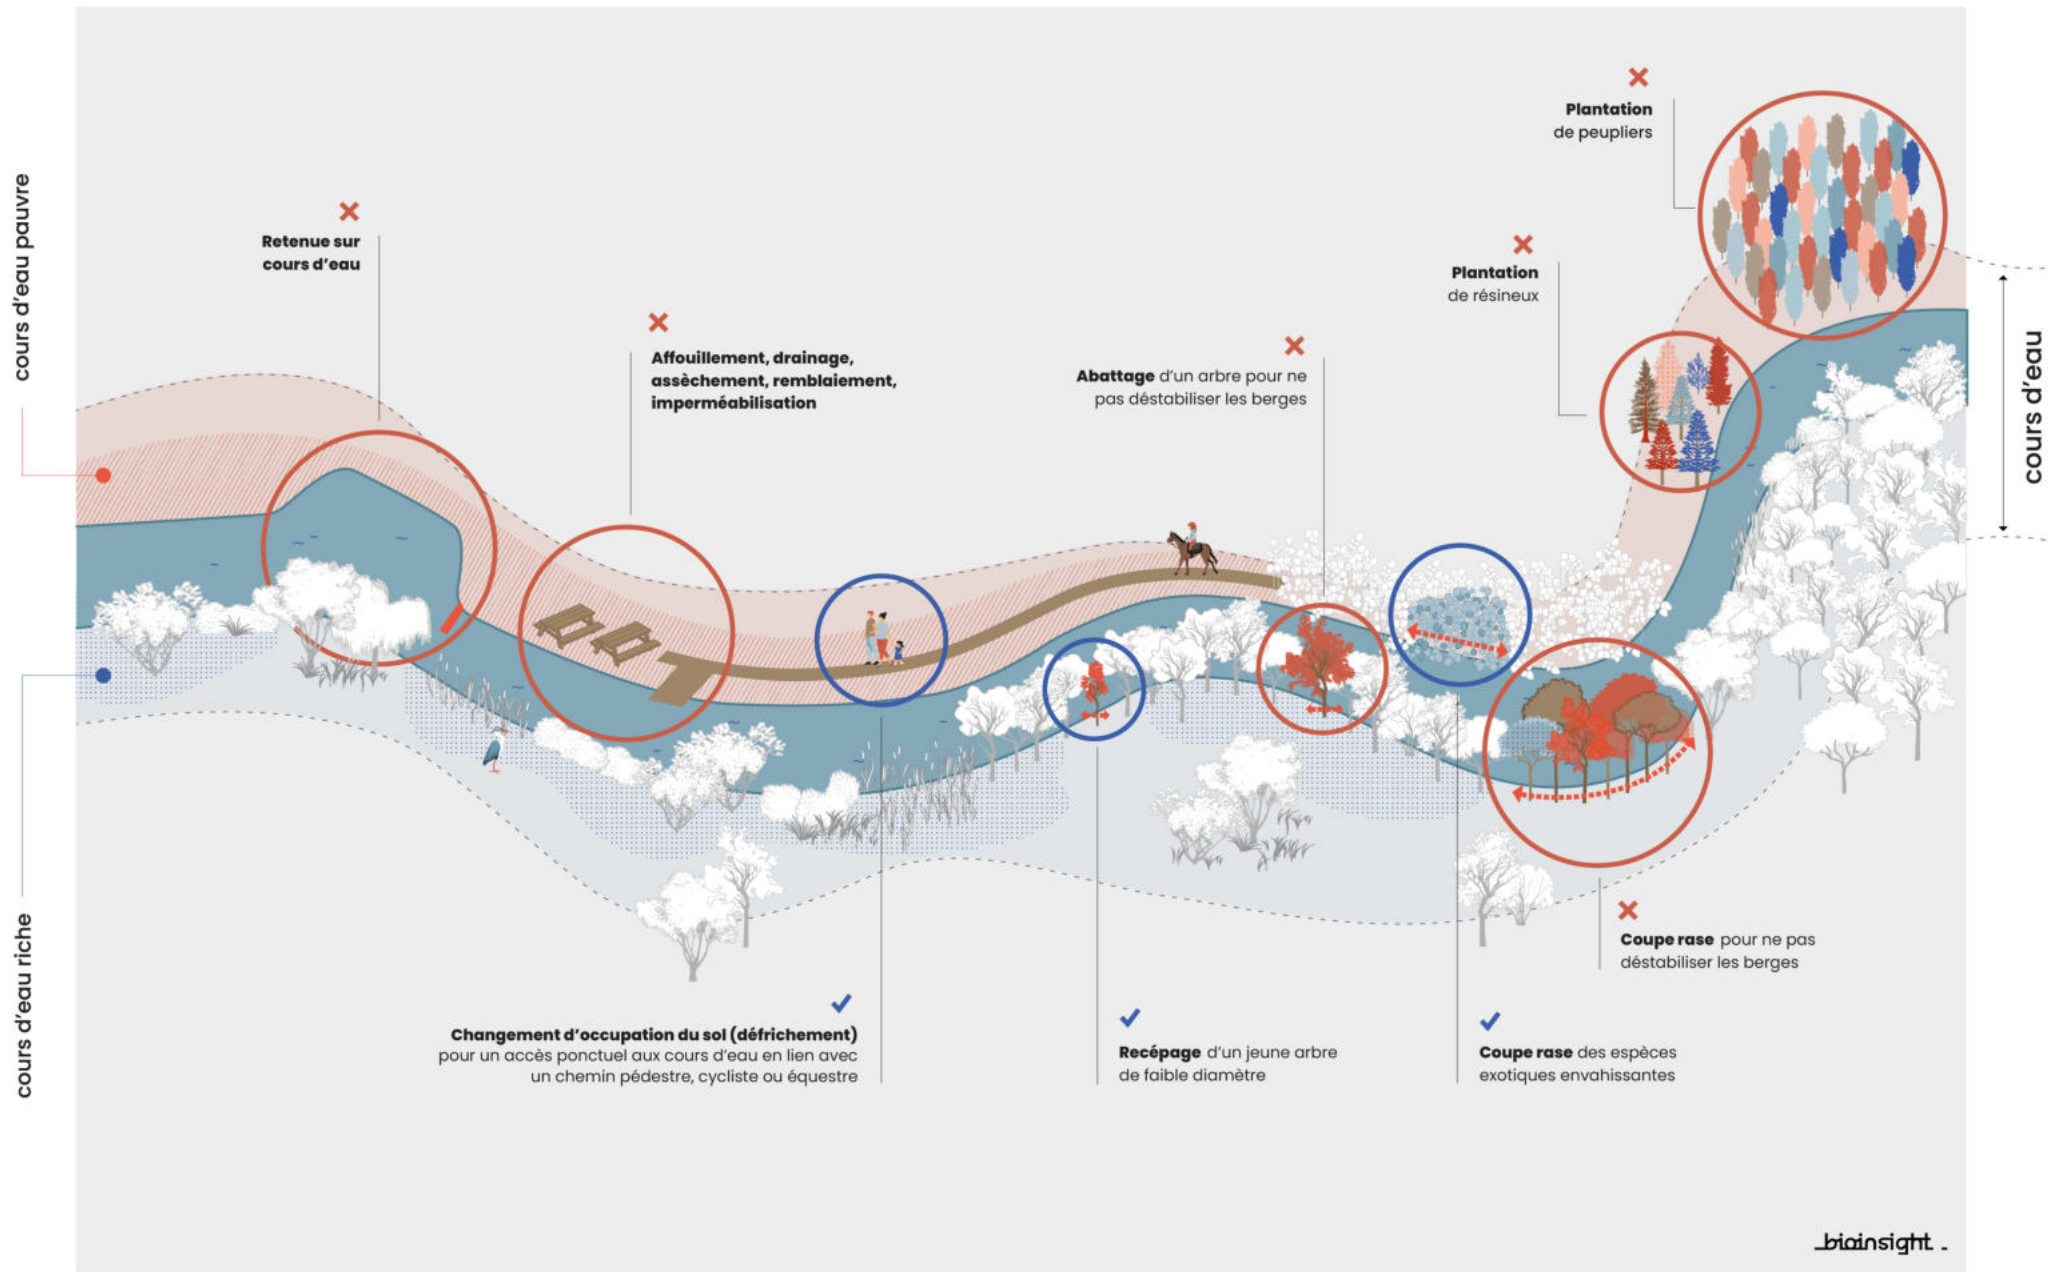 Plantation
de peupliers
cours d'eau pauvre
Retenue sur
cours d'eau
Plantation
de résineux
Affouillement, drainage,
assèchement, remblaiement,
imperméabilisation
Abattage d'un arbre pour ne
pas déstabiliser les berges
cours d'eau
cours d'eau riche
Coupe rase pour ne pas
déstabiliser les berges
Changement d'occupation du sol (défrichement)
pour un accès ponctuel aux cours d'eau en lien avec
un chemin pédestre, cycliste ou équestre
Recépage d'un jeune arbre
de faible diamètre
Coupe rase des espèces
exotiques envahissantes
bioinsight